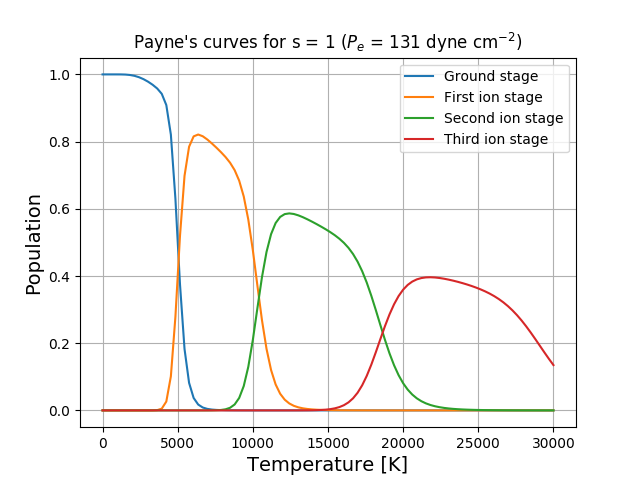 Payne's curves for s = 1 ($P_e$ = 131 dyne cm$^{-2}$)
Ground stage
First ion stage
Second ion stage
Third ion stage
Population
1.0
0.8
0.6
0.4
0.2
0.0
0 5000 10000 15000 20000 25000 30000
Temperature [K]